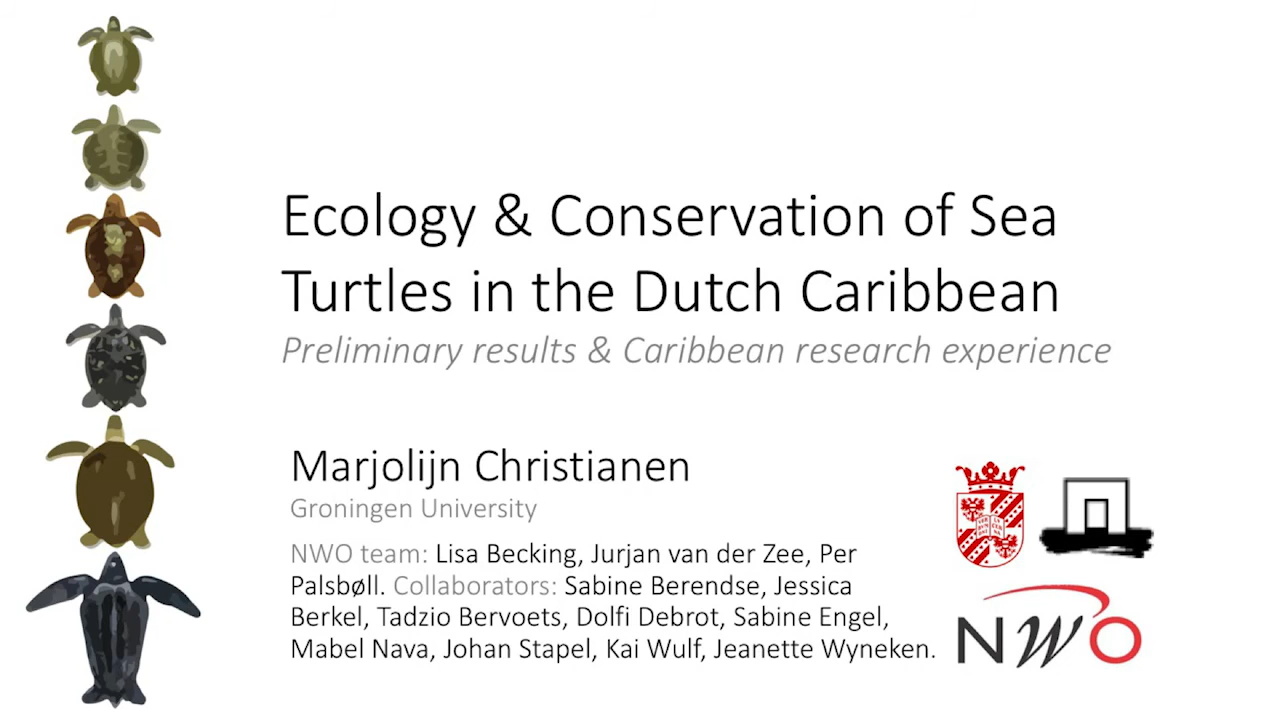 Ecology & Conservation of Sea
Turtles in the Dutch Caribbean
Preliminary results & Caribbean research experience
Marjolijn Christianen
Groningen University
NWO team: Lisa Becking, Jurjan van der Zee, Per
Palsbøll. Collaborators: Sabine Berendse, Jessica
Berkel, Tadzio Bervoets, Dolfi Debrot, Sabine Engel,
Mabel Nava, Johan Stapel, Kai Wulf, Jeanette Wyneken.
NWO